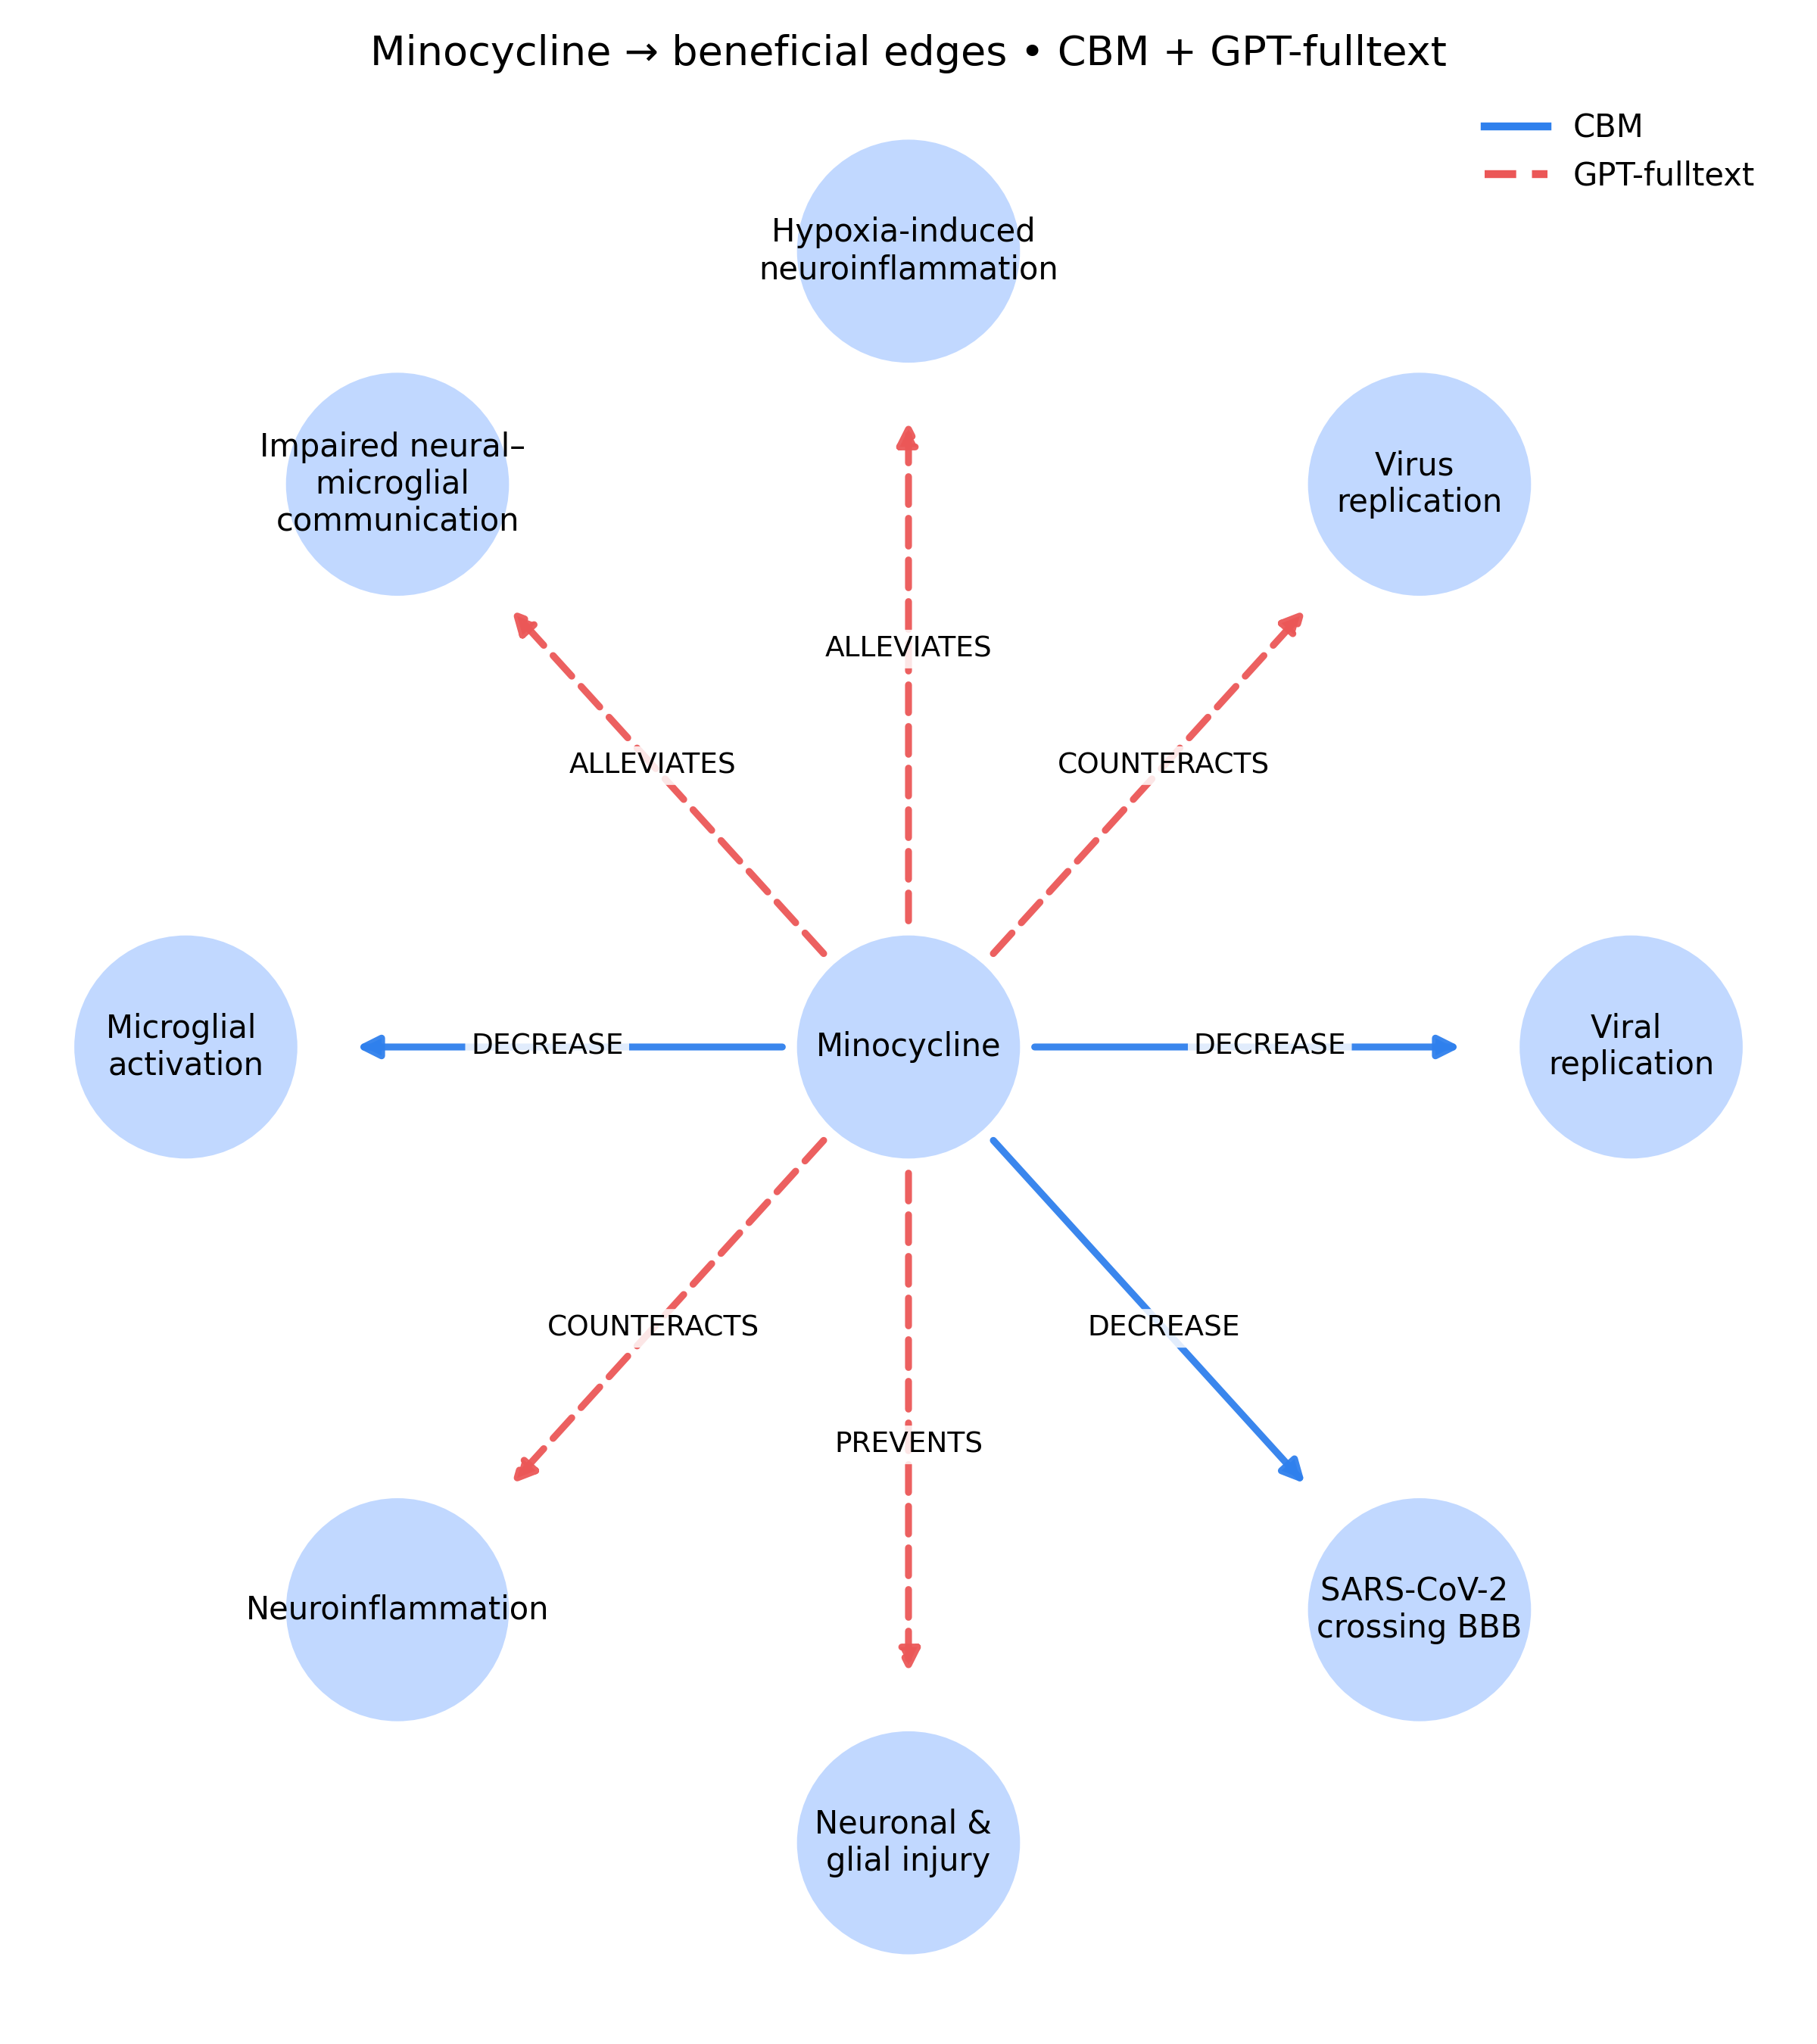 Minocycline → beneficial edges • CBM + GPT-fulltext
CBM
GPT-fulltext
Hypoxia-induced
neuroinflammation
Impaired neural–
microglial
communication
Virus
replication
ALLEVIATES
ALLEVIATES
COUNTERACTS
Microglial
activation
DECREASE
Minocycline
DECREASE
Viral
replication
COUNTERACTS
DECREASE
PREVENTS
Neuroinflammation
SARS-CoV-2
crossing BBB
Neuronal &
glial injury